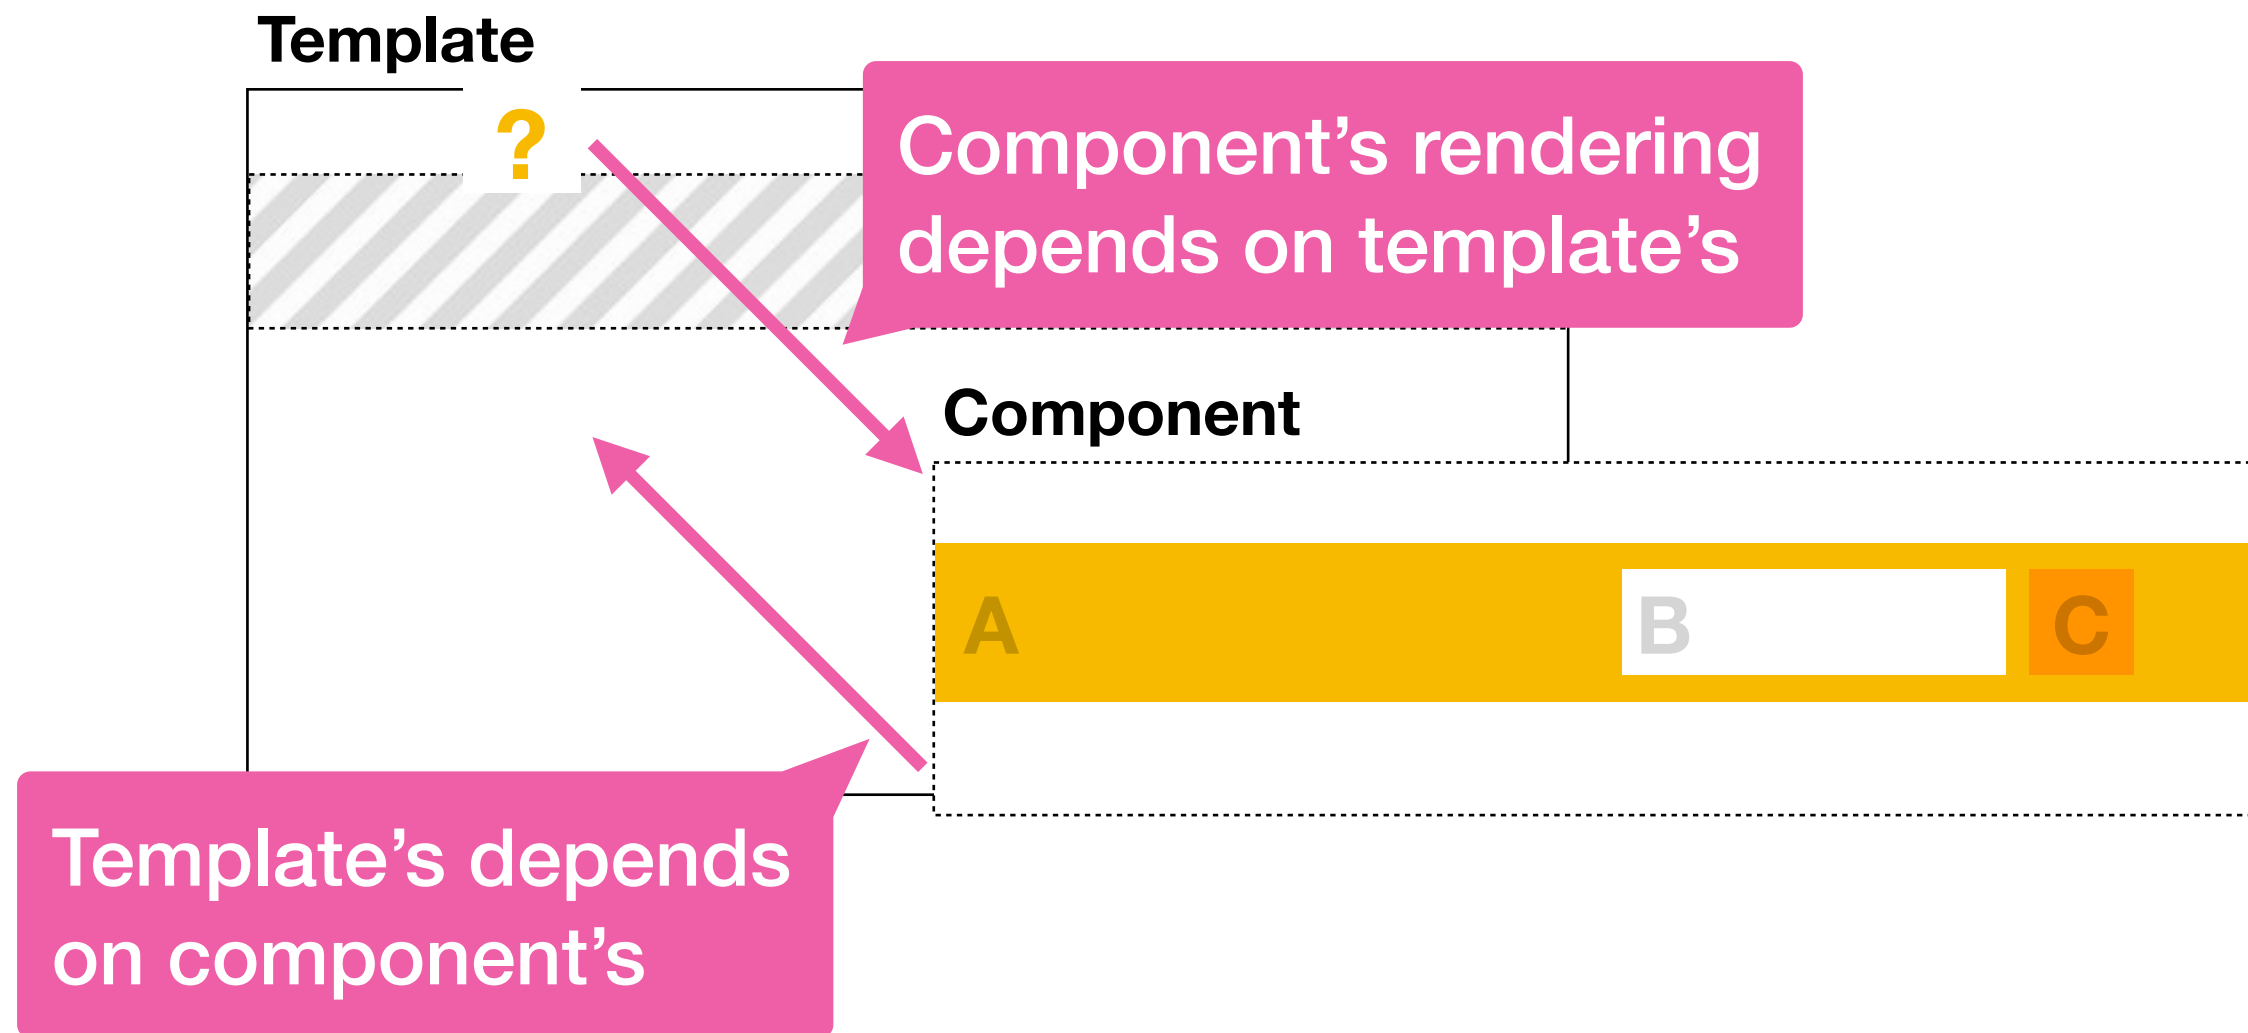 Template
?
Component’s rendering
depends on template’s
Component
A
B
C
Template’s depends
on component’s